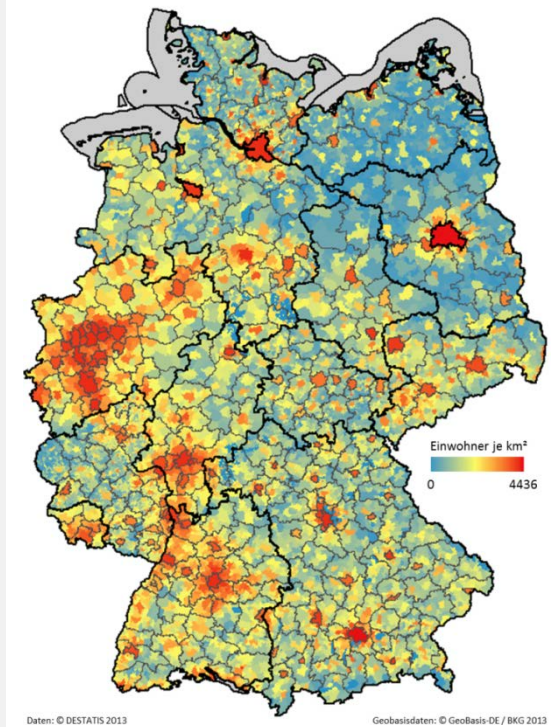 Einwohner je km²
0 4436
Daten: © DESTATIS 2013
Geobasisdaten: © GeoBasis-DE / BKG 2013